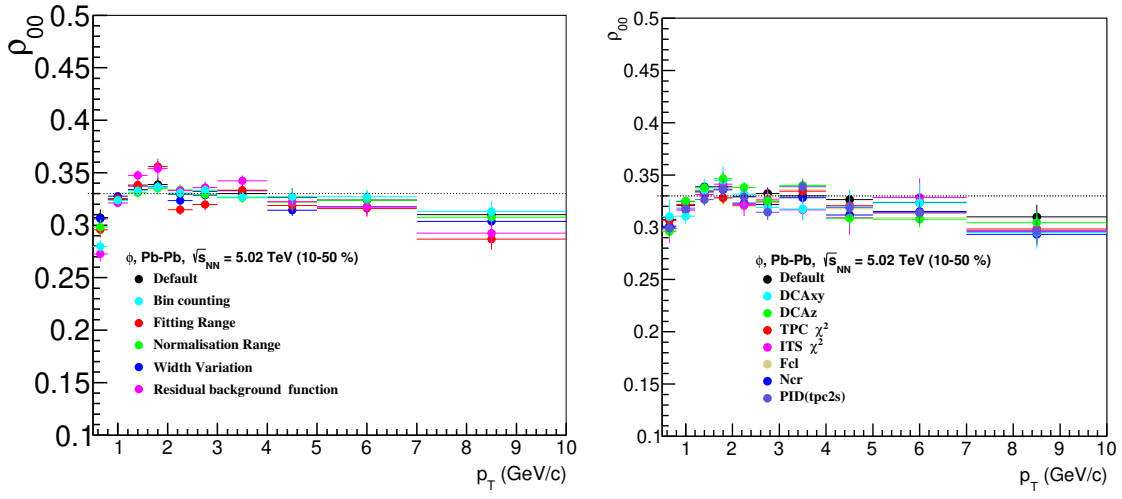 ρ00
0.5
0.45
0.4
0.35
0.3
0.25
0.2
0.15
0.1
ϕ, Pb-Pb, √sNN = 5.02 TeV (10-50 %)
Default
Bin counting
Fitting Range
Normalisation Range
Width Variation
Residual background function
1 2 3 4 5 6 7 8 9 10
pT (GeV/c)
ρ00
0.5
0.45
0.4
0.35
0.3
0.25
0.2
0.15
0.1
ϕ, Pb-Pb, √sNN = 5.02 TeV (10-50 %)
Default
DCAxy
DCAz
TPC χ²
ITS χ²
Fcl
Ncr
PID(tpc2s)
1 2 3 4 5 6 7 8 9 10
pT (GeV/c)